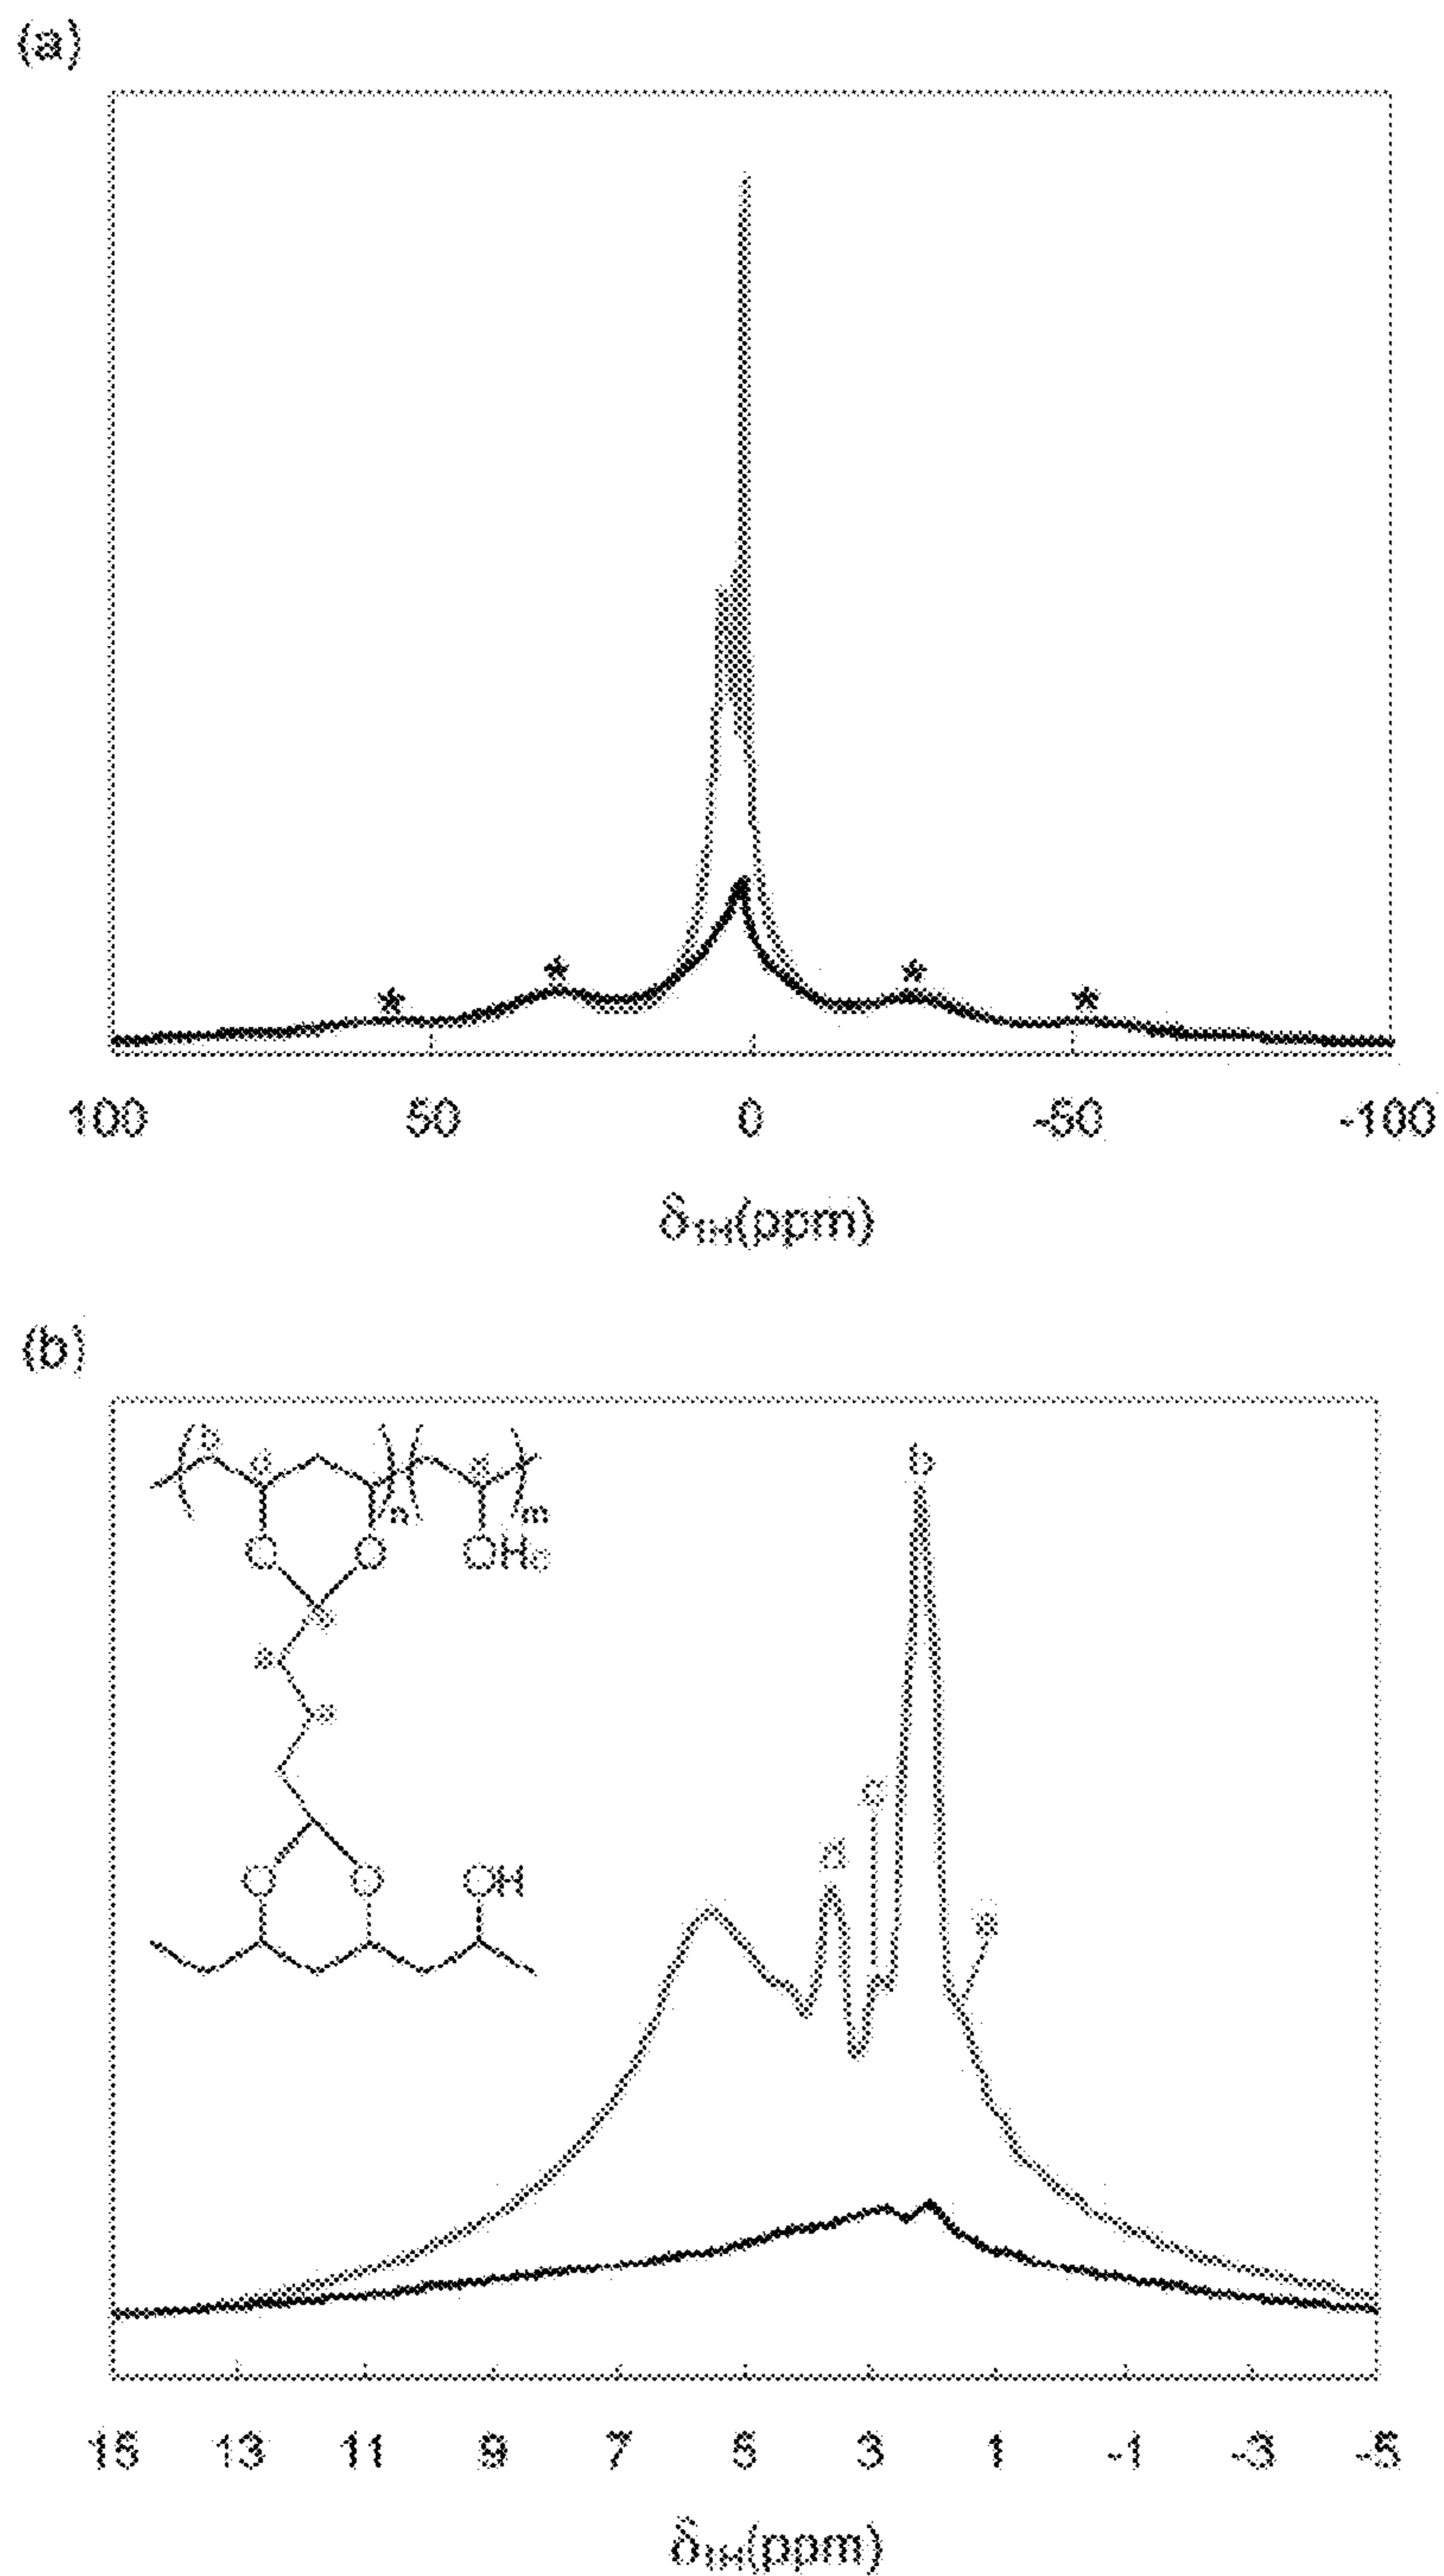 (a)
* * * *
100 50 0 -50 -100
δ1H(ppm)
(b)
b
b d
n m
O O OH c
d
c
a
a
a
O O OH
15 13 11 9 7 5 3 1 -1 -3 -5
δ1H(ppm)